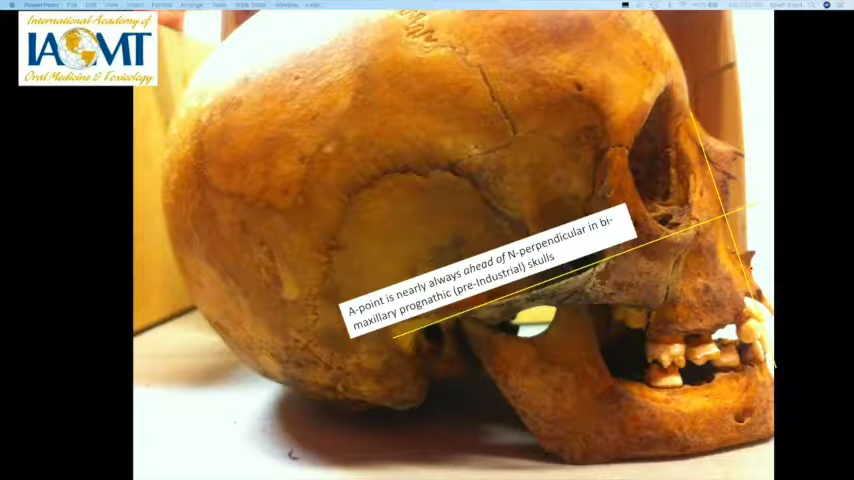 International Academy of
IAOMT
Oral Medicine & Toxicology
A-point is nearly always ahead of N-perpendicular in bi-
maxillary prognathic (pre-Industrial) skulls